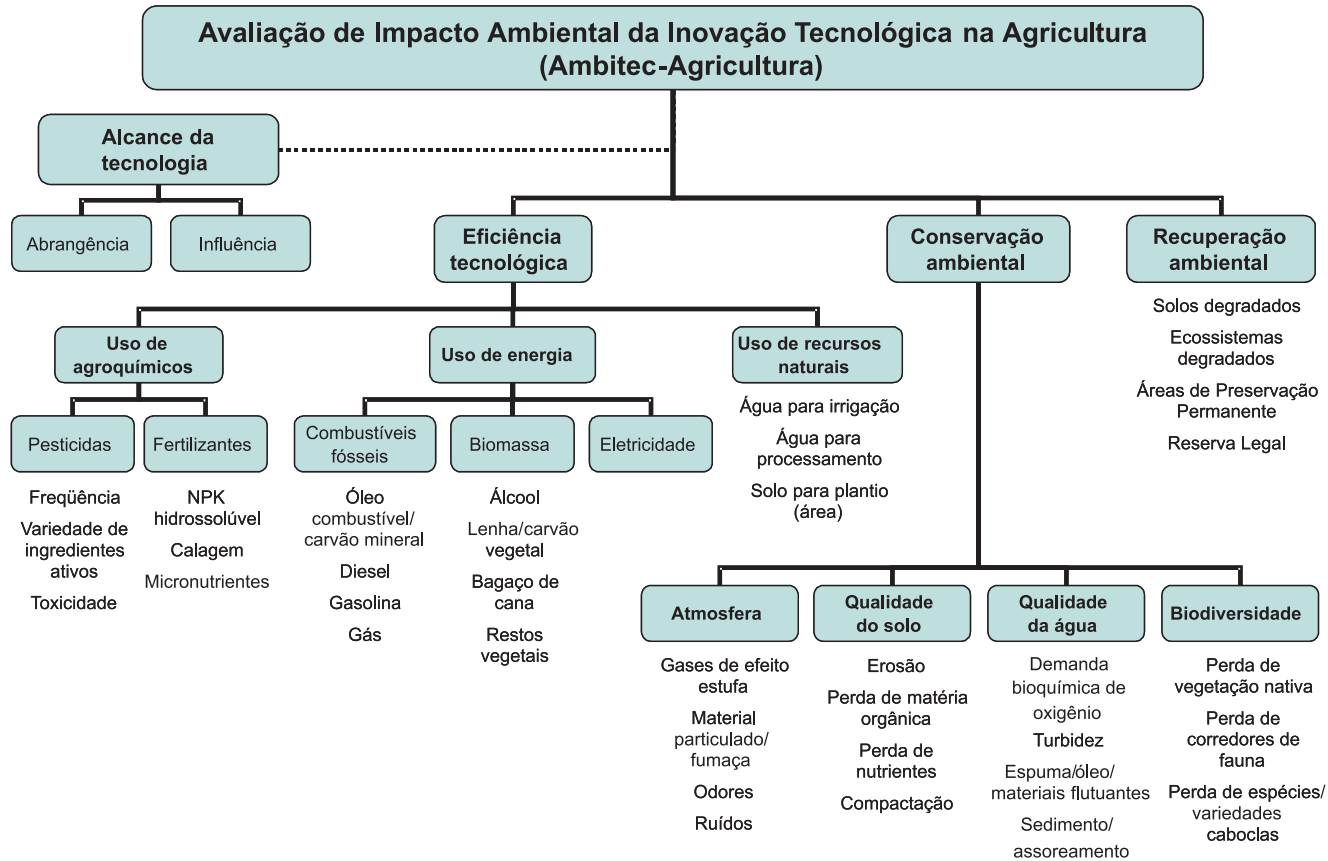 Avaliação de Impacto Ambiental da Inovação Tecnológica na Agricultura
(Ambitec-Agricultura)
Alcance da
tecnologia
Abrangência
Influência
Eficiência
tecnológica
Conservação
ambiental
Recuperação
ambiental
Solos degradados
Ecossistemas
degradados
Áreas de Preservação
Permanente
Reserva Legal
Uso de
agroquímicos
Uso de energia
Uso de recursos
naturais
Água para irrigação
Água para
processamento
Solo para plantio
(área)
Pesticidas
Fertilizantes
Combustíveis
fósseis
Biomassa
Eletricidade
Freqüência
Variedade de
ingredientes
ativos
Toxicidade
NPK
hidrossolúvel
Calagem
Micronutrientes
Óleo
combustível/
carvão mineral
Diesel
Gasolina
Gás
Álcool
Lenha/carvão
vegetal
Bagaço de
cana
Restos
vegetais
Atmosfera
Qualidade
do solo
Qualidade
da água
Biodiversidade
Gases de efeito
estufa
Material
particulado/
fumaça
Odores
Ruídos
Erosão
Perda de matéria
orgânica
Perda de
nutrientes
Compactação
Demanda
bioquímica de
oxigênio
Turbidez
Espuma/óleo/
materiais flutuantes
Sedimento/
assoreamento
Perda de
vegetação nativa
Perda de
corredores de
fauna
Perda de espécies/
variedades
caboclas